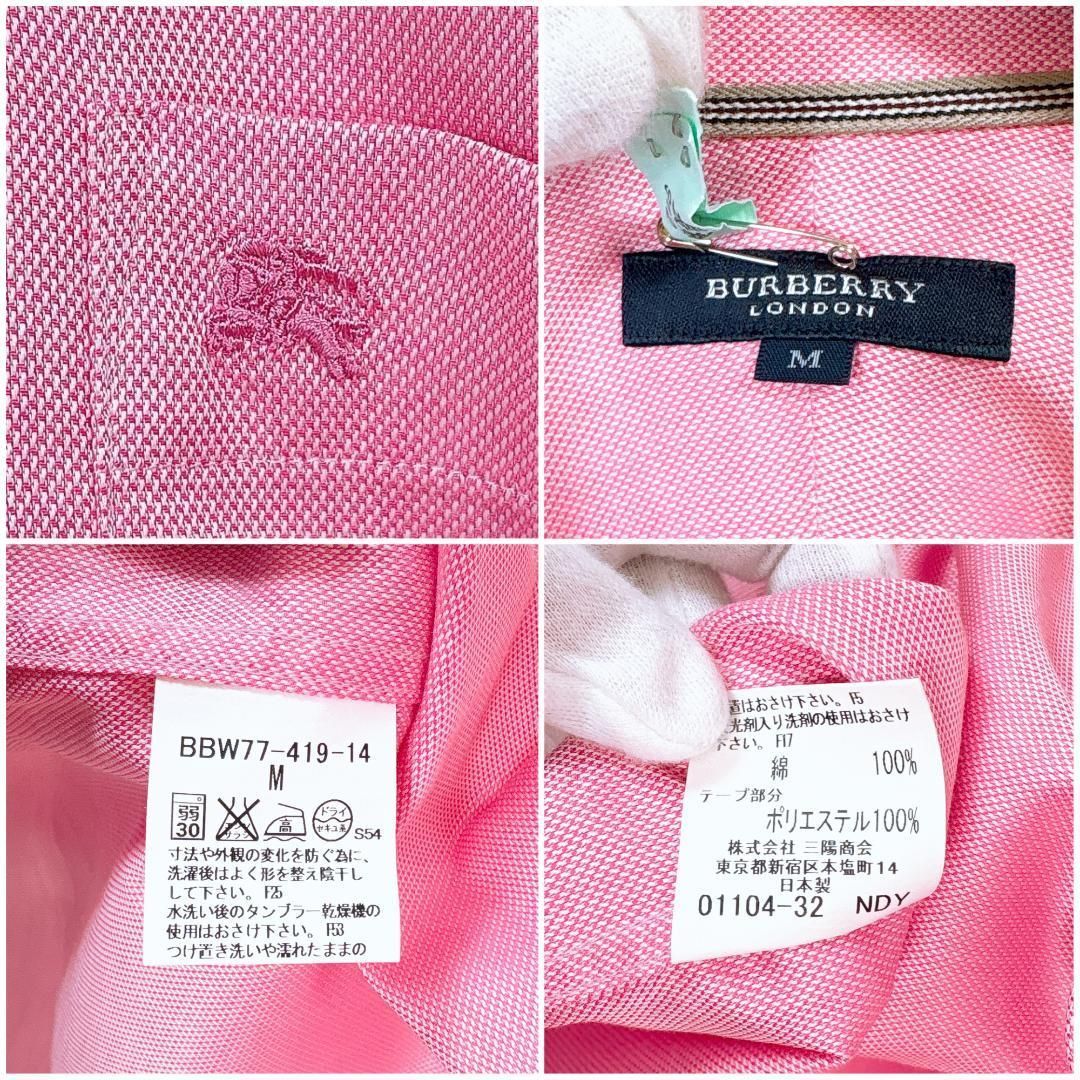 BURBERRY
LONDON
M
BBW77-419-14
M
弱
30
エンソ
サラシ
高
ドライ
セキユ系
S54
寸法や外観の変化を防ぐ為に、
洗濯後はよく形を整え陰干し
して下さい。F25
水洗い後のタンブラー乾燥機の
使用はおさけ下さい。F53
つけ置き洗いや濡れたままの
はおさけ下さい。F5
光剤入り洗剤の使用はおさけ
下さい。F17
綿 100%
テープ部分
ポリエステル100%
株式会社 三陽商会
東京都新宿区本塩町14
日本製
01104-32 NDY